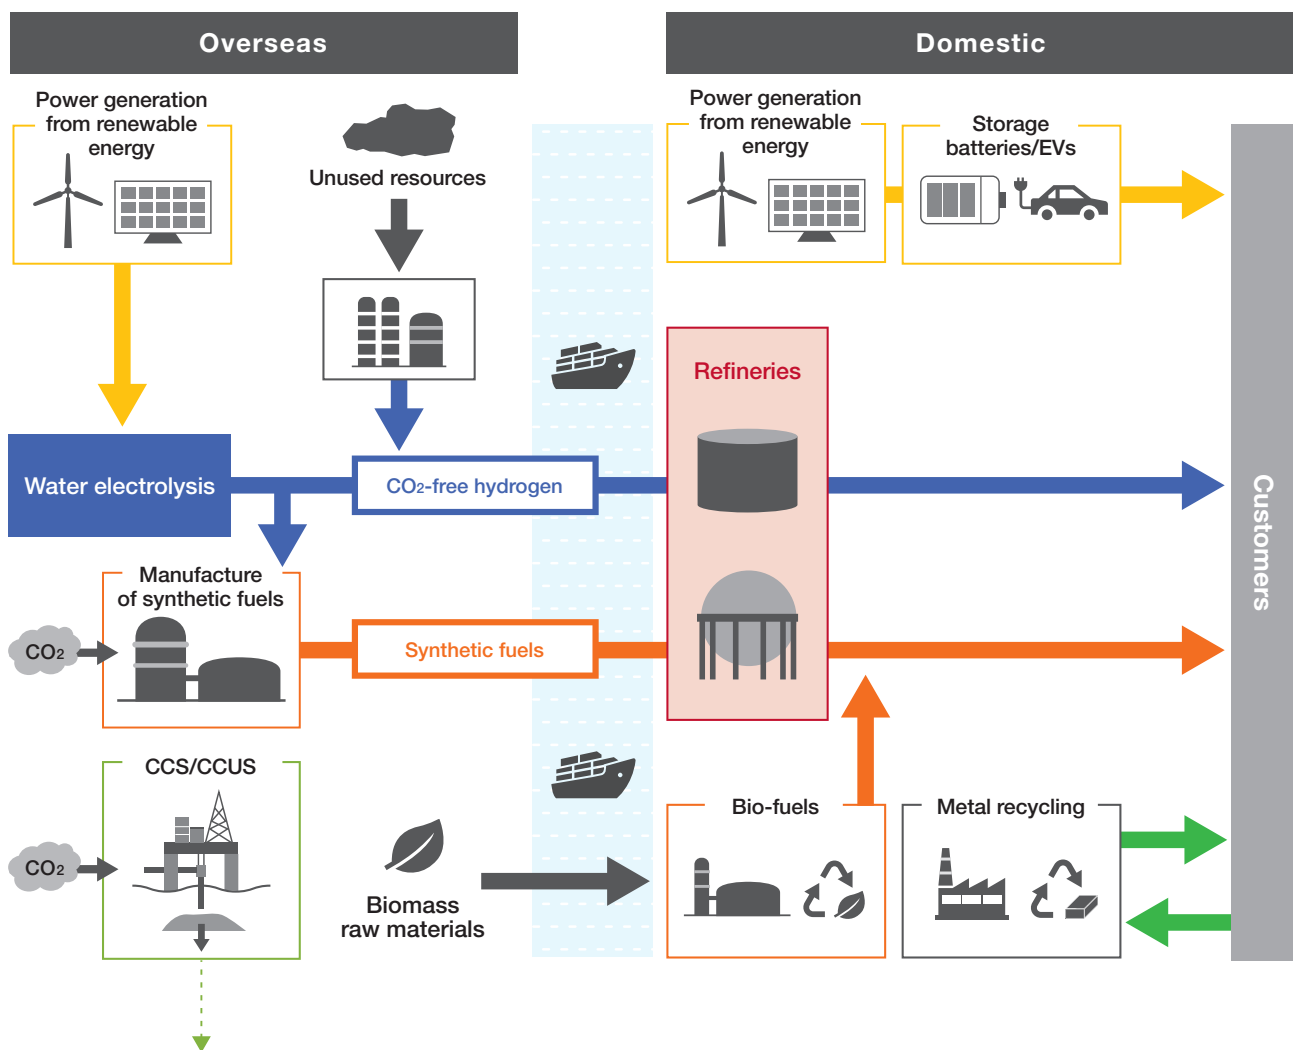 Overseas
Domestic
Power generation
from renewable
energy
Unused resources
Power generation
from renewable
energy
Storage
batteries/EVs
Refineries
Water electrolysis
CO2-free hydrogen
Customers
Manufacture
of synthetic fuels
CO2
Synthetic fuels
CCS/CCUS
CO2
Biomass
raw materials
Bio-fuels
Metal recycling